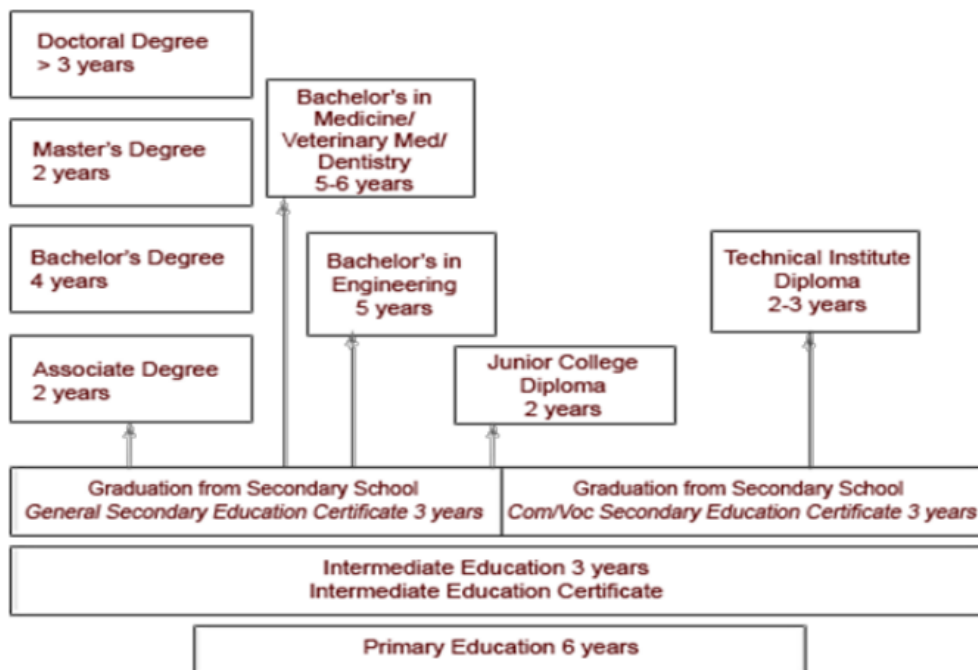 Doctoral Degree
> 3 years
Master's Degree
2 years
Bachelor's Degree
4 years
Associate Degree
2 years
Bachelor's in
Medicine/
Veterinary Med/
Dentistry
5-6 years
Bachelor's in
Engineering
5 years
Junior College
Diploma
2 years
Technical Institute
Diploma
2-3 years
Graduation from Secondary School
General Secondary Education Certificate 3 years
Graduation from Secondary School
Com/Voc Secondary Education Certificate 3 years
Intermediate Education 3 years
Intermediate Education Certificate
Primary Education 6 years